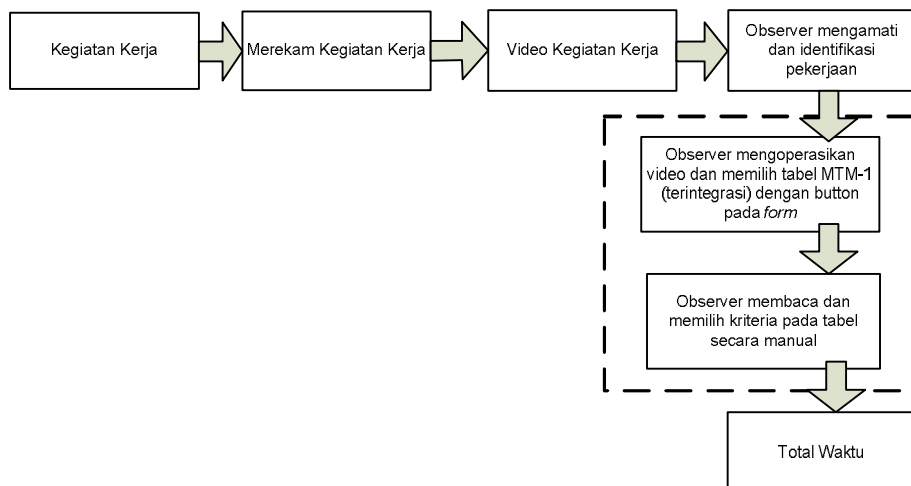 Kegiatan Kerja
Merekam Kegiatan Kerja
Video Kegiatan Kerja
Observer mengamati
dan identifikasi
pekerjaan
Observer mengoperasikan
video dan memilih tabel MTM-1
(terintegrasi) dengan button
pada form
Observer membaca dan
memilih kriteria pada tabel
secara manual
Total Waktu